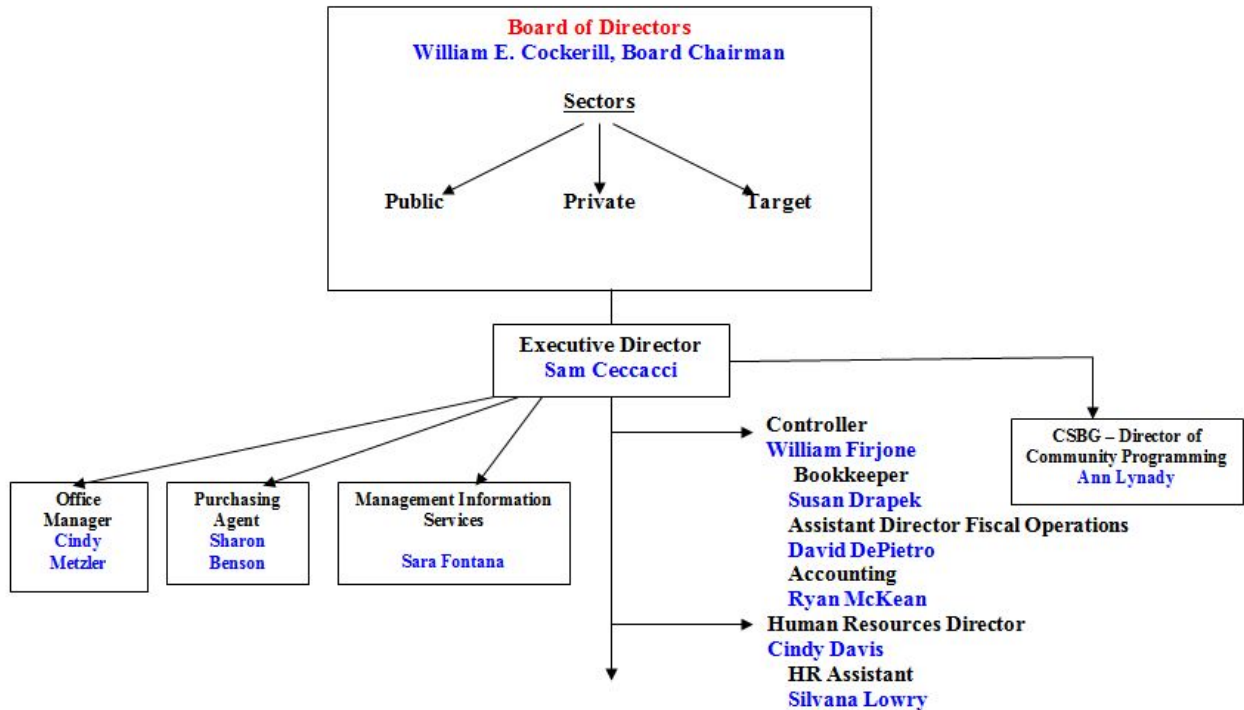 Board of Directors
William E. Cockerill, Board Chairman
Sectors
Public
Private
Target
Executive Director
Sam Ceccacci
Office
Manager
Cindy
Metzler
Purchasing
Agent
Sharon
Benson
Management Information
Services
Sara Fontana
Controller
William Firjone
Bookkeeper
Susan Drapek
Assistant Director Fiscal Operations
David DePietro
Accounting
Ryan McKean
Human Resources Director
Cindy Davis
HR Assistant
Silvana Lowry
CSBG – Director of
Community Programming
Ann Lynady